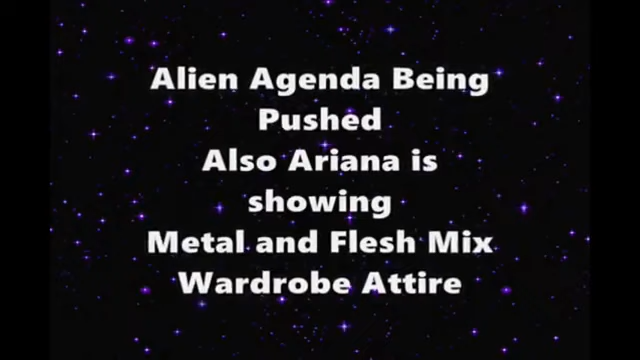 Alien Agenda Being
Pushed
Also Ariana is
showing
Metal and Flesh Mix
Wardrobe Attire